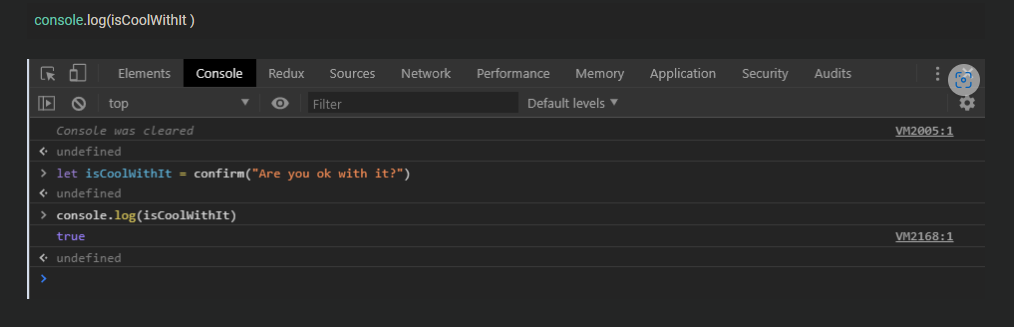 console.log(isCoolWithIt )
Elements Console Redux Sources Network Performance Memory Application Security Audits
top Filter Default levels
Console was cleared VM2005:1
undefined
let isCoolWithIt = confirm("Are you ok with it?")
undefined
console.log(isCoolWithIt)
true VM2168:1
undefined